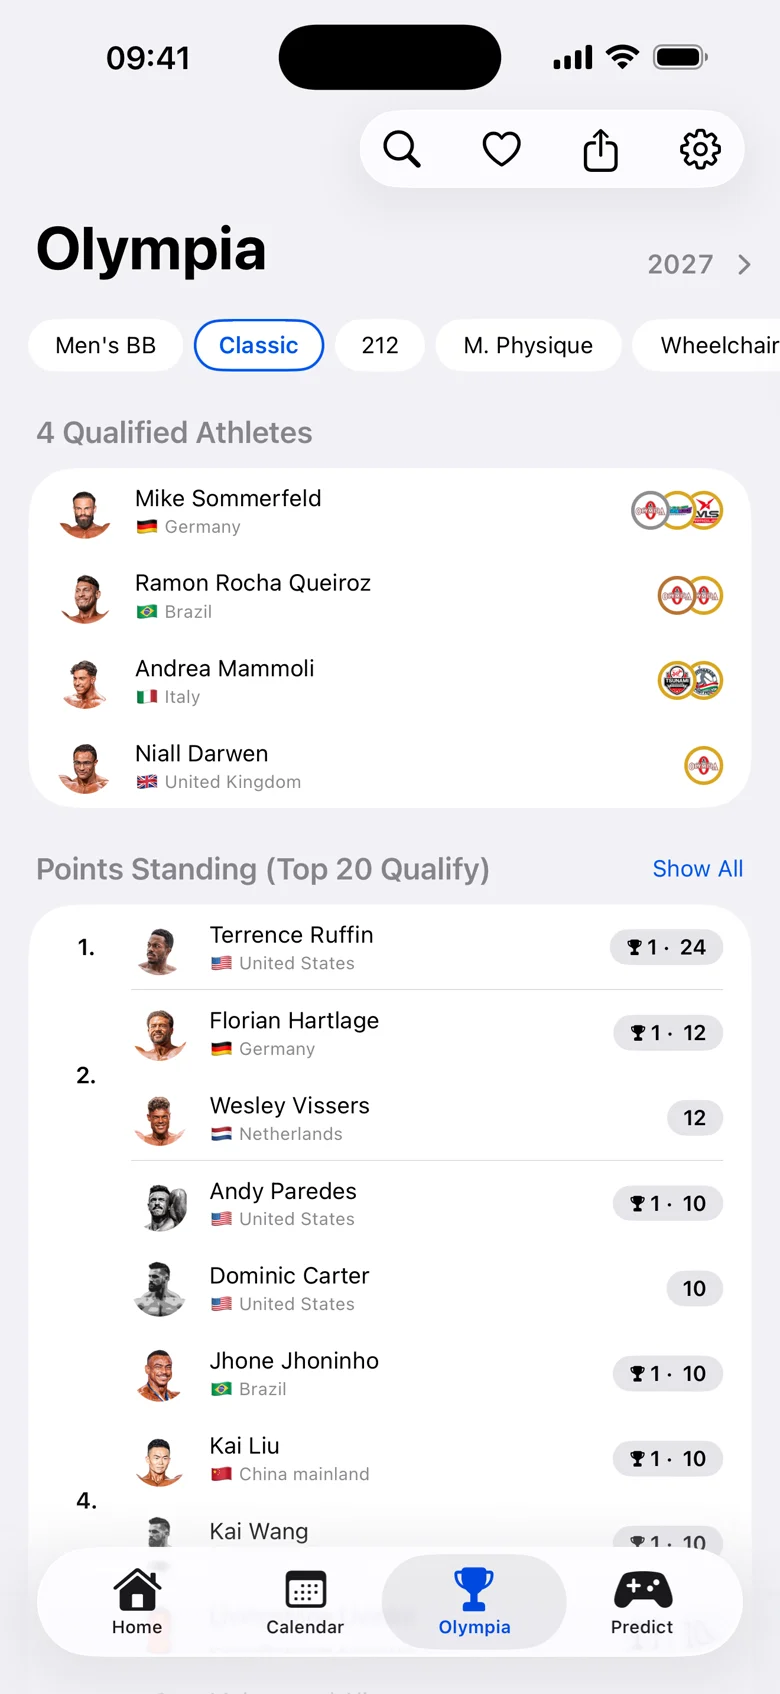 09:41
Olympia
2027
Men's BB
Classic
212
M. Physique
Wheelchair
4 Qualified Athletes
Mike Sommerfeld
Germany
Ramon Rocha Queiroz
Brazil
Andrea Mammoli
Italy
Niall Darwen
United Kingdom
Points Standing (Top 20 Qualify)
Show All
1.
Terrence Ruffin
1 · 24
United States
2.
Florian Hartlage
1 · 12
Germany
Wesley Vissers
12
Netherlands
4.
Andy Paredes
1 · 10
United States
Dominic Carter
10
United States
Jhone Jhoninho
1 · 10
Brazil
Kai Liu
1 · 10
China mainland
Kai Wang
1 · 10
Home
Calendar
Olympia
Predict